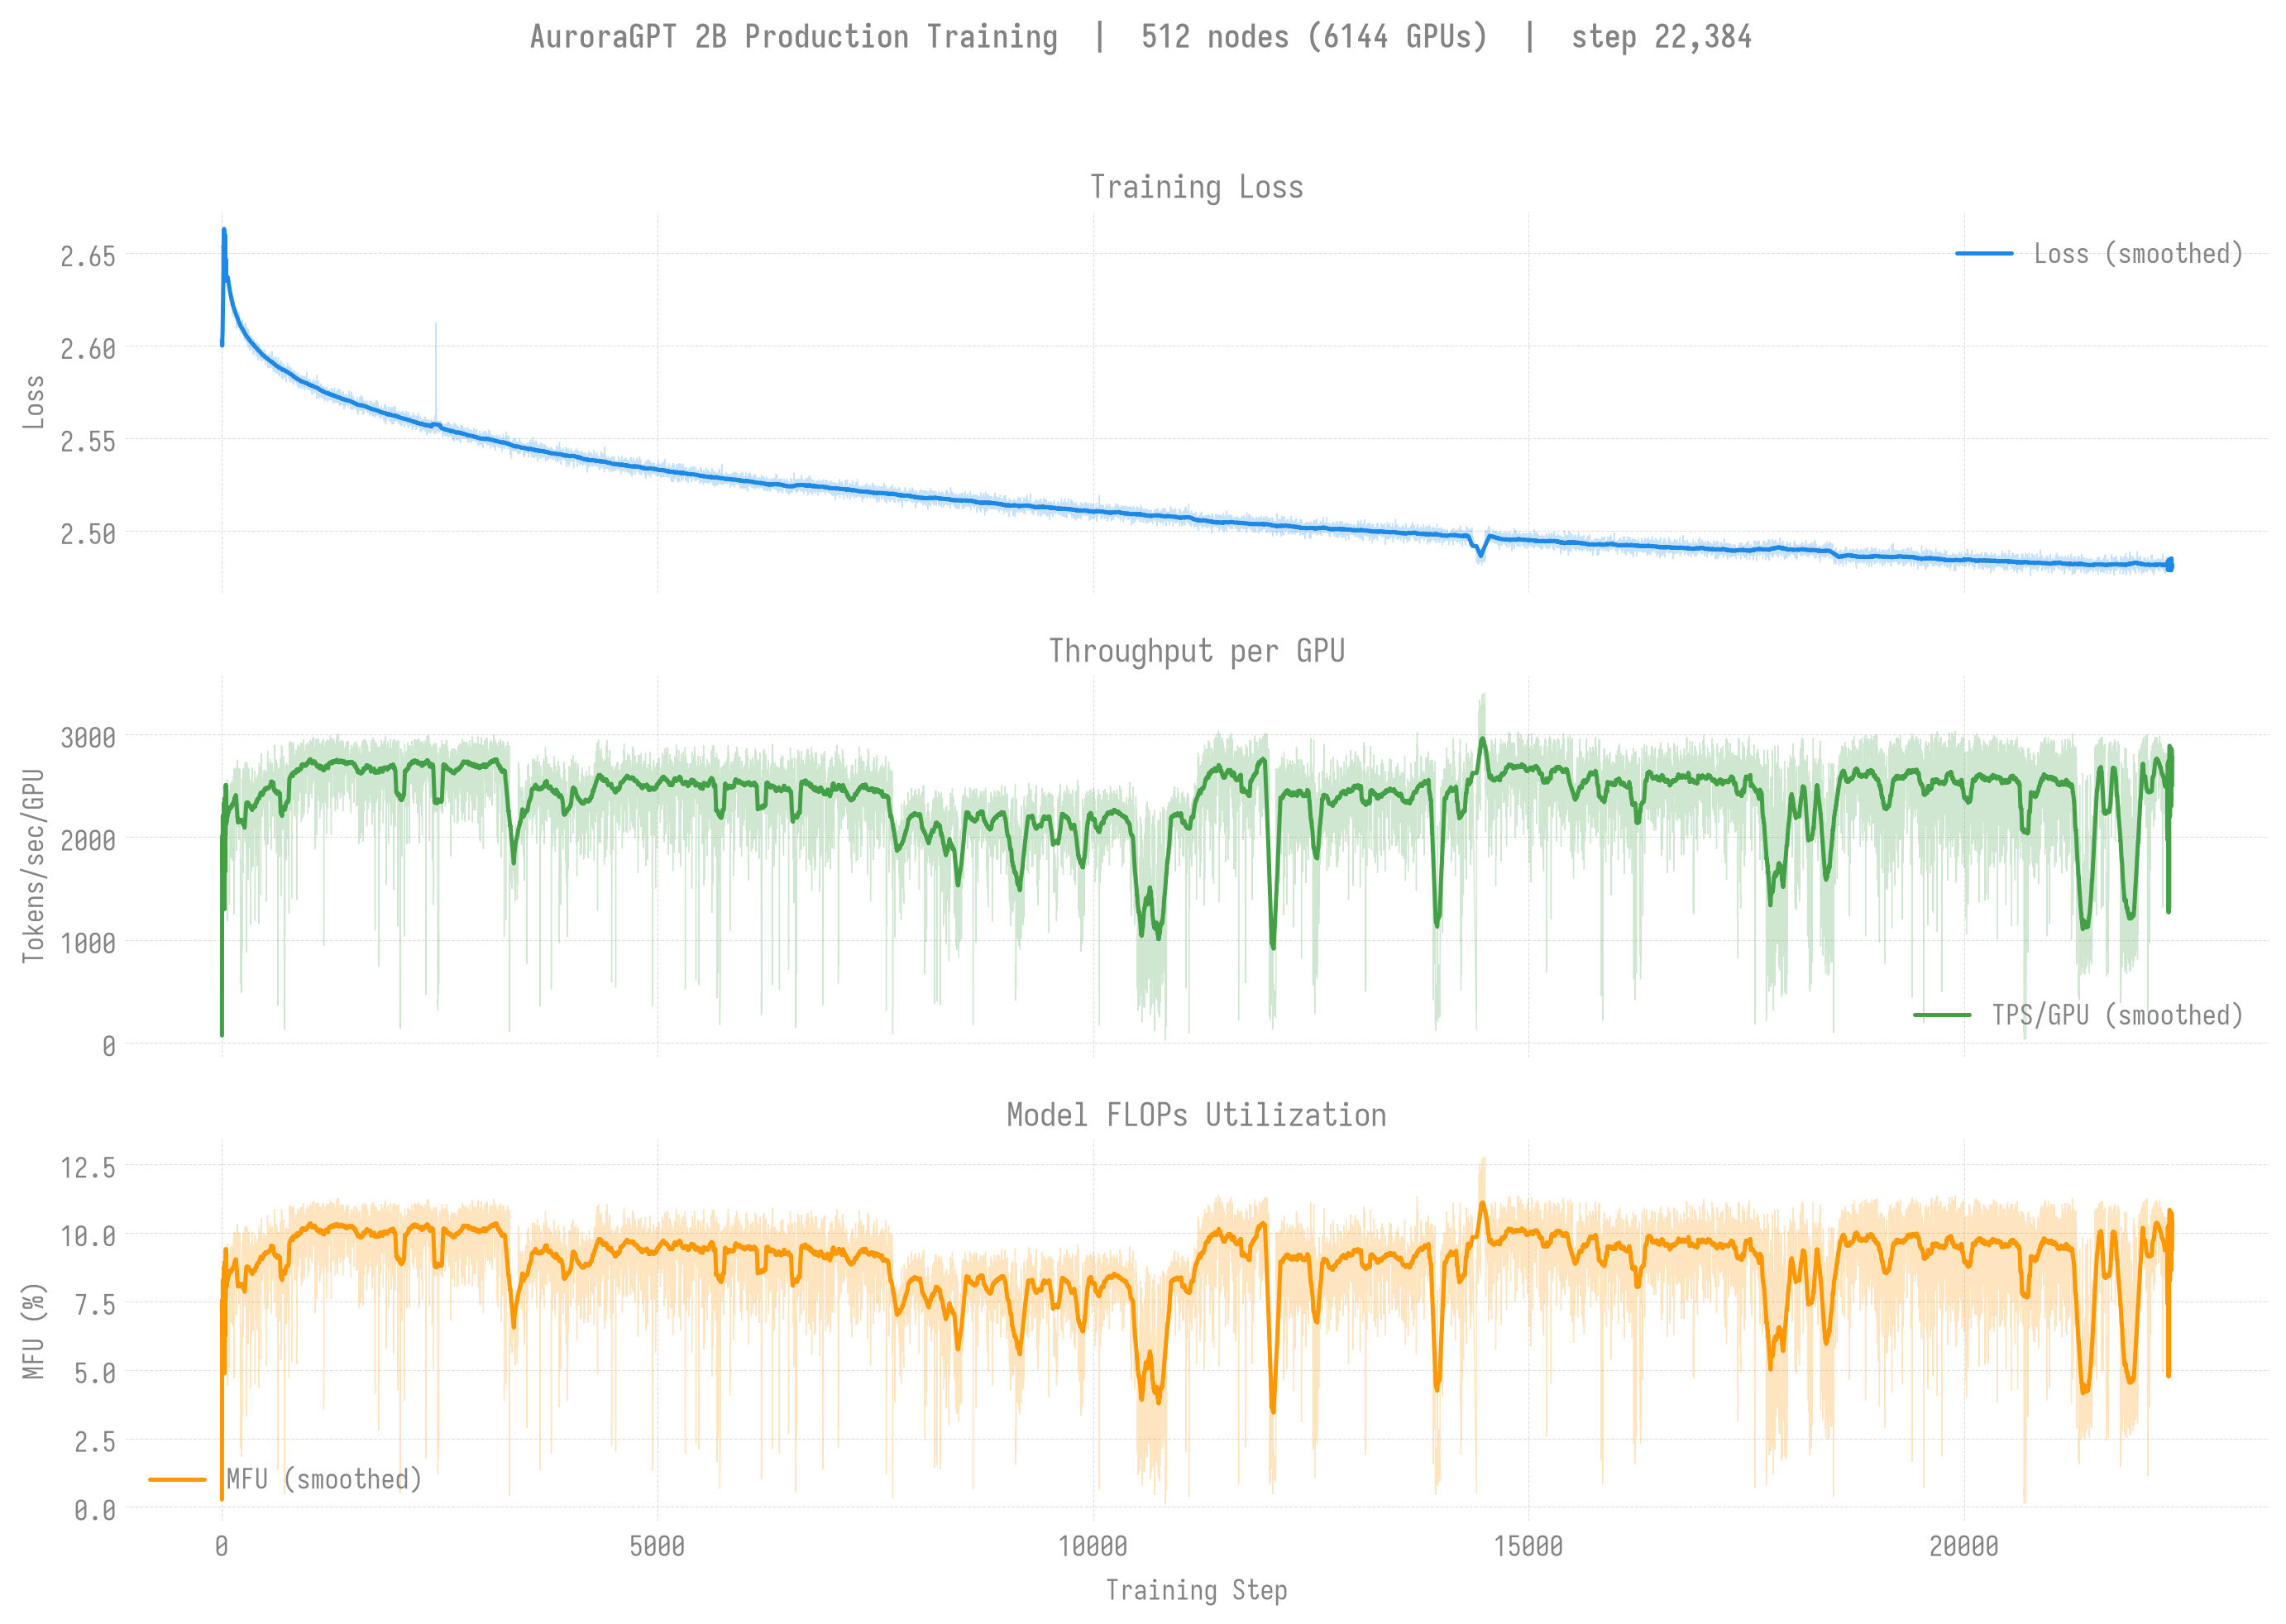 AuroraGPT 2B Production Training | 512 nodes (6144 GPUs) | step 22,384
Training Loss
Loss
2.65
2.60
2.55
2.50
Loss (smoothed)
Throughput per GPU
Tokens/sec/GPU
3000
2000
1000
0
TPS/GPU (smoothed)
Model FLOPs Utilization
MFU (%)
12.5
10.0
7.5
5.0
2.5
0.0
MFU (smoothed)
0 5000 10000 15000 20000
Training Step